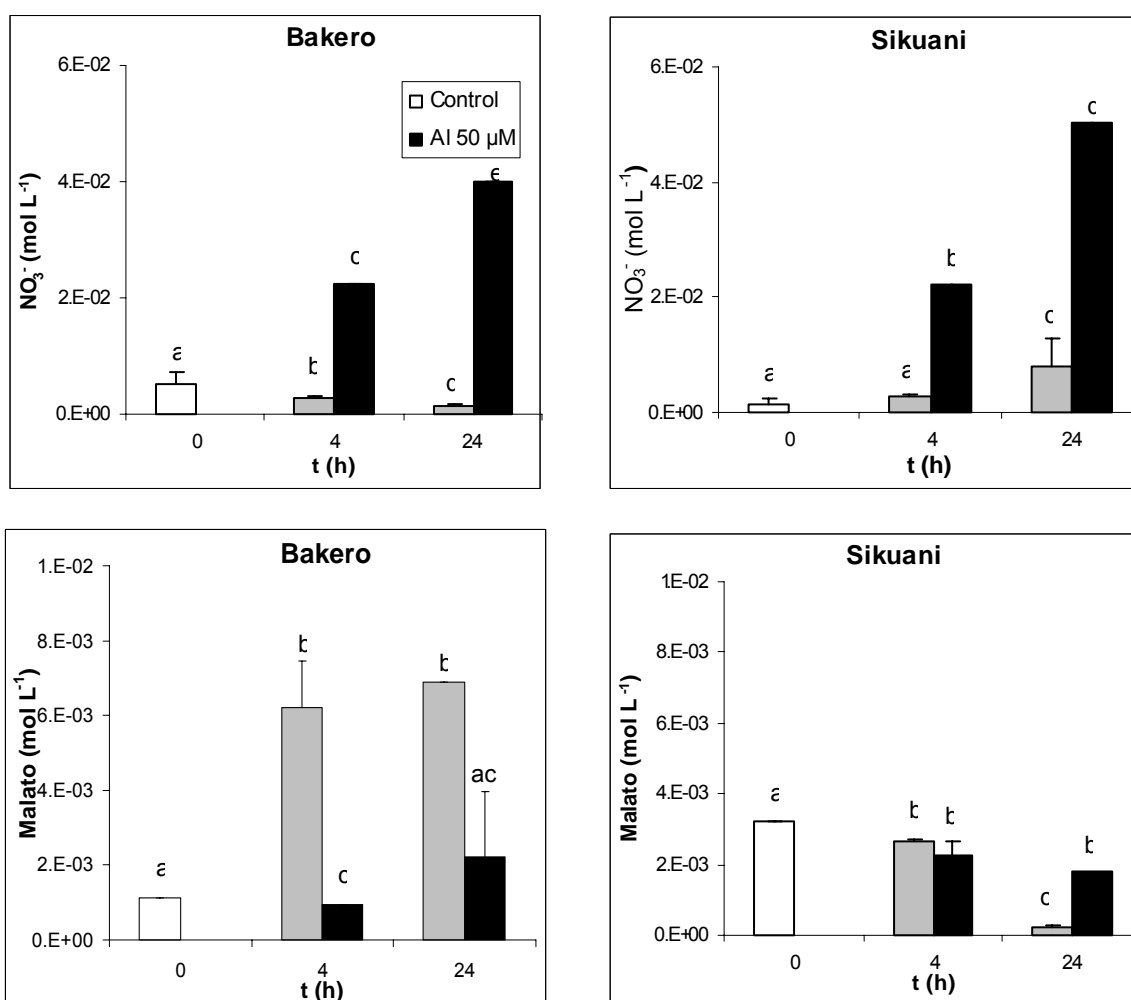 Bakero
6.E-02
4.E-02
2.E-02
0.E+00
NO3- (mol L-1)
Control
Al 50 µM
a
b
c
c
e
0
4
24
t (h)
Sikuani
6.E-02
4.E-02
2.E-02
0.E+00
NO3- (mol L-1)
a
a
b
c
c
0
4
24
t (h)
Bakero
1.E-02
8.E-03
6.E-03
4.E-03
2.E-03
0.E+00
Malato (mol L-1)
a
b
c
b
ac
0
4
24
t (h)
Sikuani
1.E-02
8.E-03
6.E-03
4.E-03
2.E-03
0.E+00
Malato (mol L-1)
a
b
b
c
b
0
4
24
t (h)